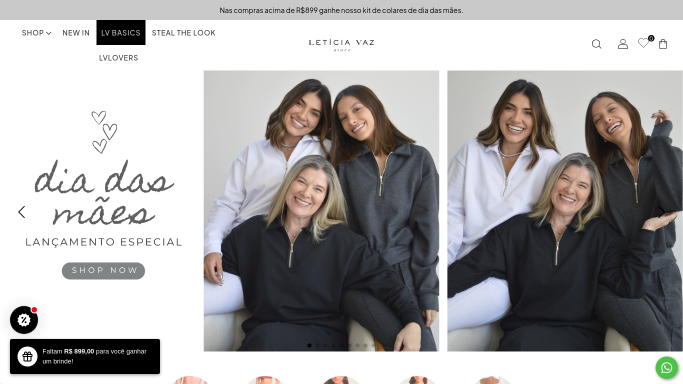 Nas compras acima de R$899 ganhe nosso kit de colares de dia das mães.
SHOP NEW IN LV BASICS STEAL THE LOOK
LVLOVERS
LETÍCIA VAZ
store
0
dia das
mães
LANÇAMENTO ESPECIAL
SHOP NOW
Faltam R$ 899,00 para você ganhar
um brinde!